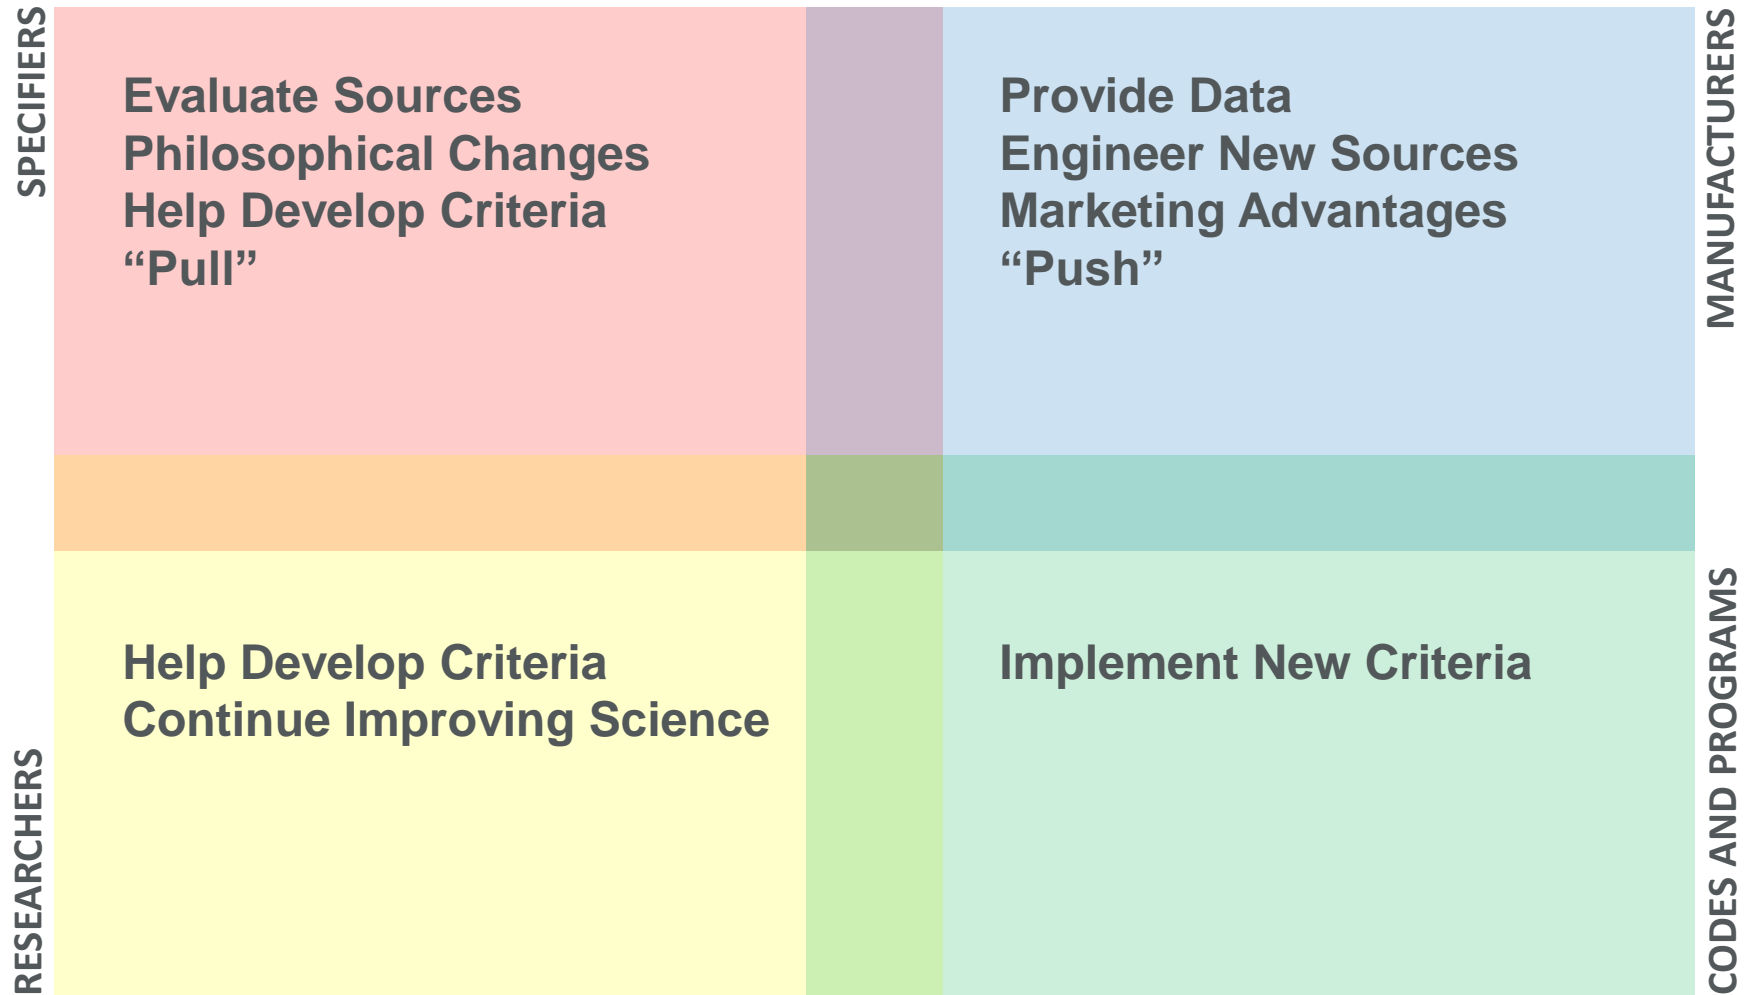 SPECIFIERS
Evaluate Sources
Philosophical Changes
Help Develop Criteria
“Pull”
MANUFACTURERS
Provide Data
Engineer New Sources
Marketing Advantages
“Push”
RESEARCHERS
Help Develop Criteria
Continue Improving Science
CODES AND PROGRAMS
Implement New Criteria